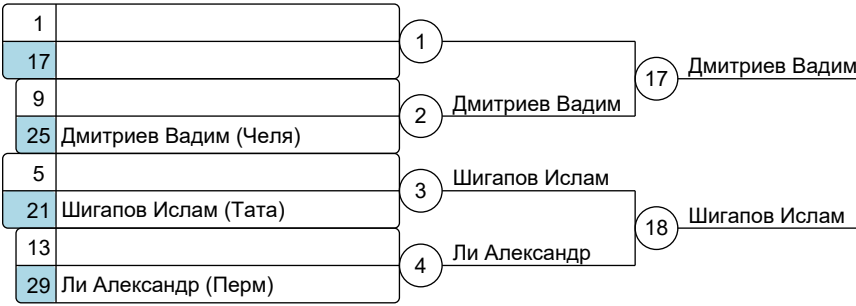 1
17
1
9
25 Дмитриев Вадим (Челя)
2
Дмитриев Вадим
17
Дмитриев Вадим
5
21 Шигапов Ислам (Тата)
3
Шигапов Ислам
13
29 Ли Александр (Перм)
4
Ли Александр
18
Шигапов Ислам